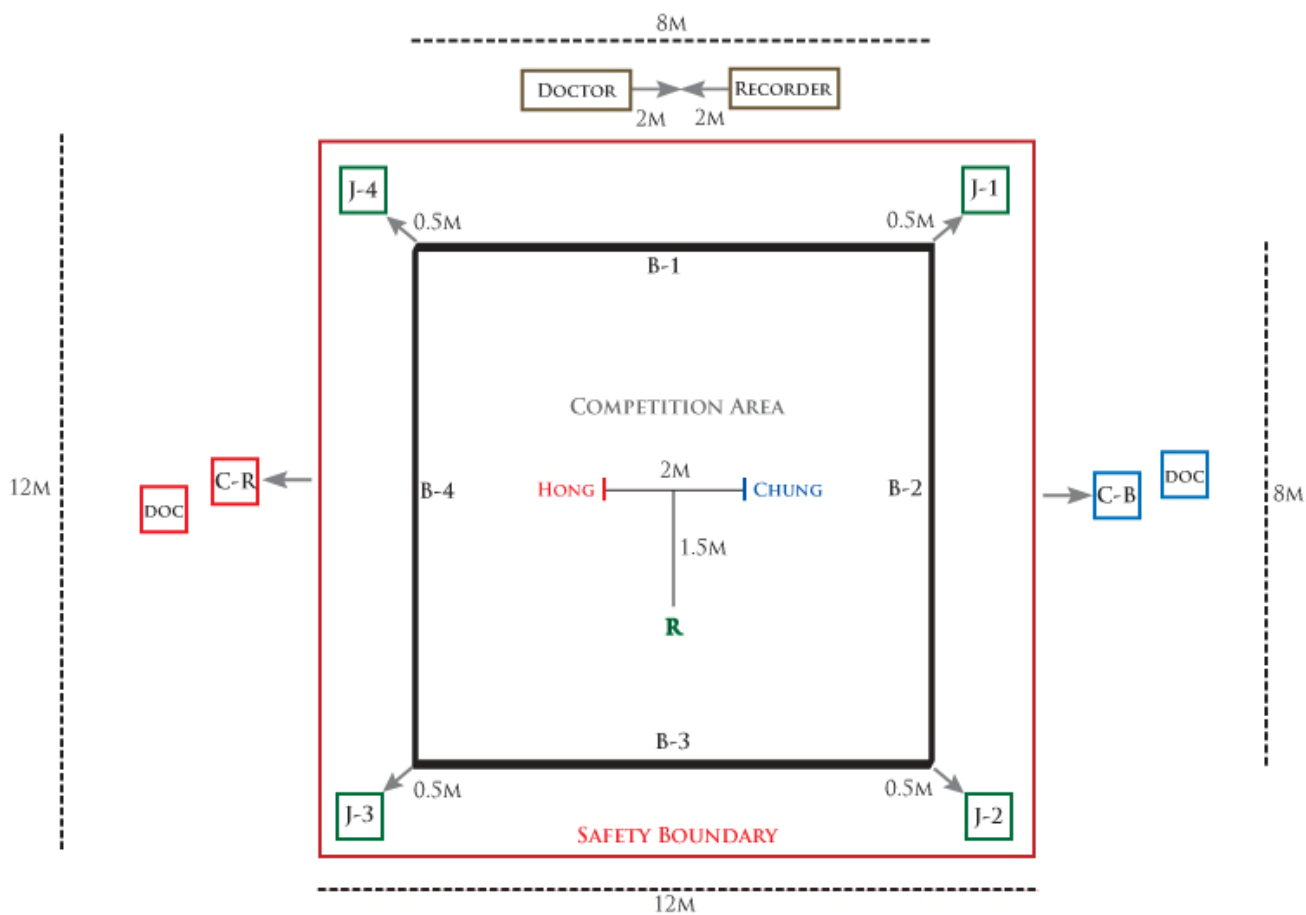 8M
DOCTOR
RECORDER
2M
2M
J-4
J-1
0.5M
0.5M
B-1
COMPETITION AREA
12M
DOC
C-R
B-4
HONG
2M
CHUNG
B-2
C-B
DOC
8M
1.5M
R
B-3
0.5M
0.5M
J-3
J-2
SAFETY BOUNDARY
12M